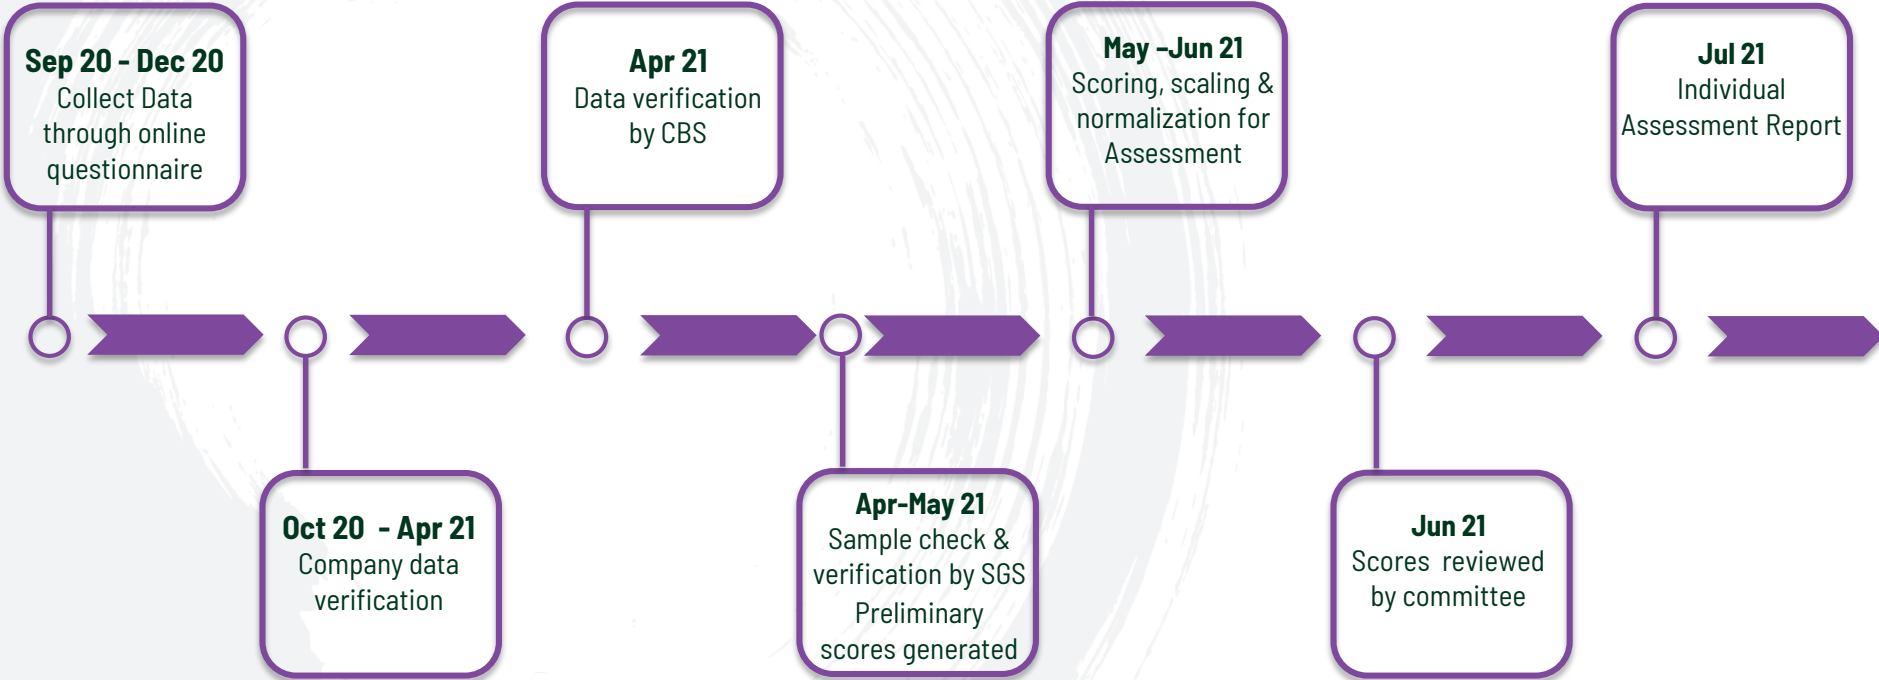 Sep 20 - Dec 20
Collect Data
through online
questionnaire
Oct 20 - Apr 21
Company data
verification
Apr 21
Data verification
by CBS
Apr-May 21
Sample check &
verification by SGS
Preliminary
scores generated
May –Jun 21
Scoring, scaling &
normalization for
Assessment
Jun 21
Scores reviewed
by committee
Jul 21
Individual
Assessment Report